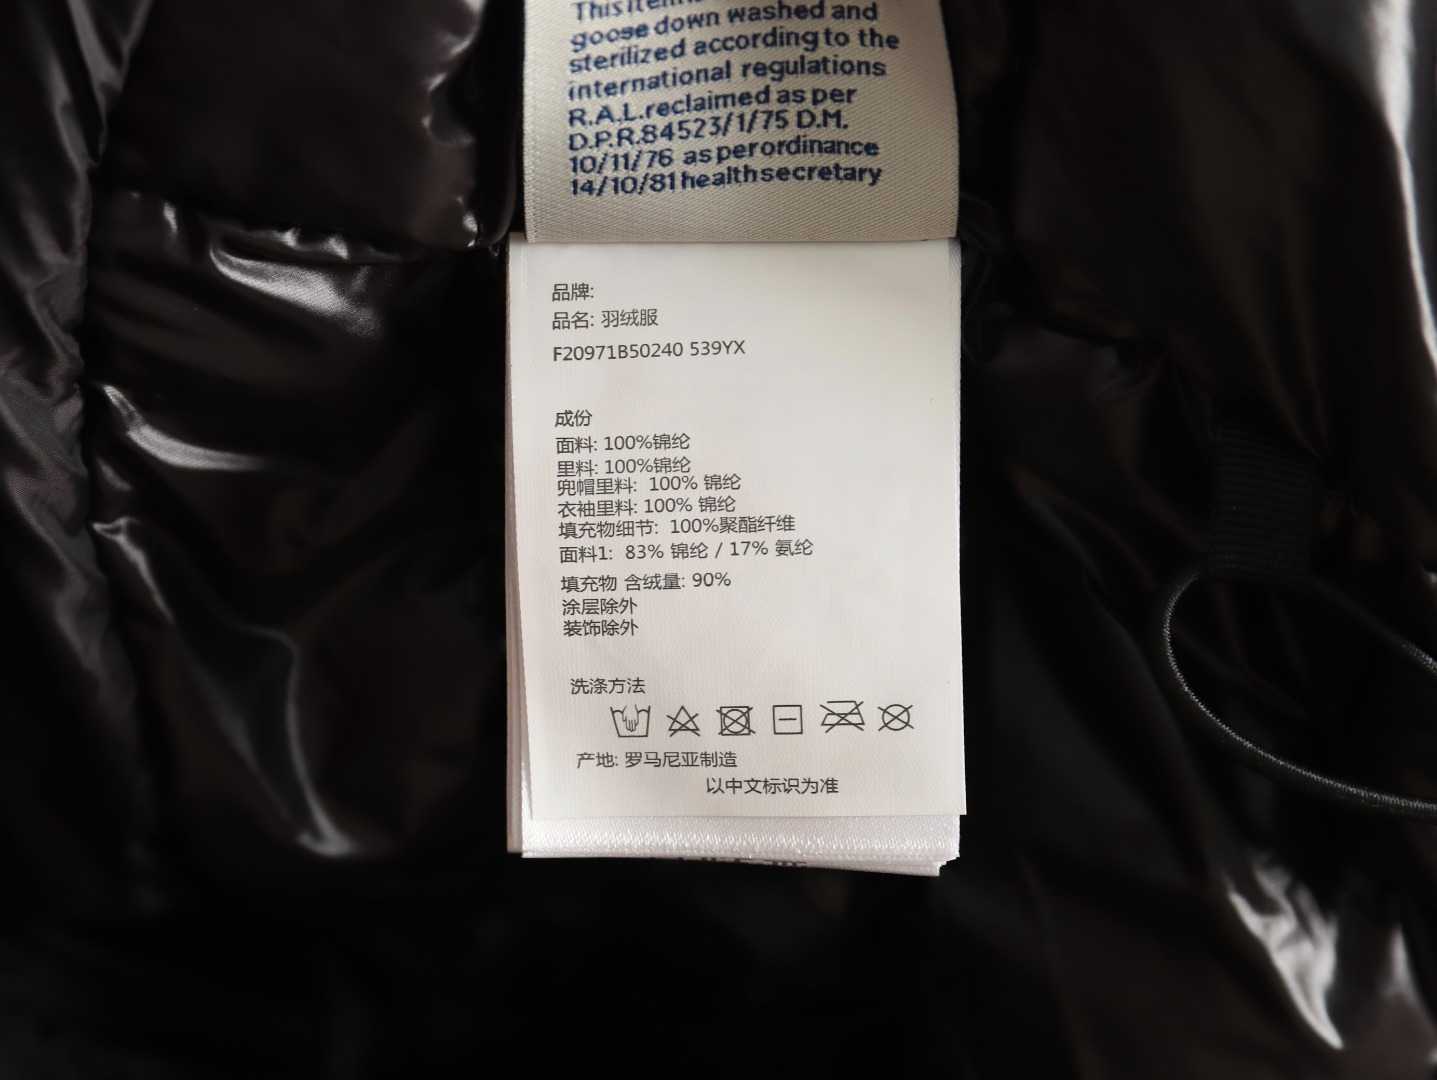 This item
goose down washed and
sterilized according to the
international regulations
R.A.L.reclaimed as per
D.P.R.84523/1/75 D.M.
10/11/76 as per ordinance
14/10/81 health secretary
品牌:
品名: 羽绒服
F20971B50240 539YX
成份
面料: 100%锦纶
里料: 100%锦纶
兜帽里料: 100% 锦纶
衣袖里料: 100% 锦纶
填充物细节: 100%聚酯纤维
面料1: 83% 锦纶 / 17% 氨纶
填充物 含绒量: 90%
涂层除外
装饰除外
洗涤方法
产地: 罗马尼亚制造
以中文标识为准